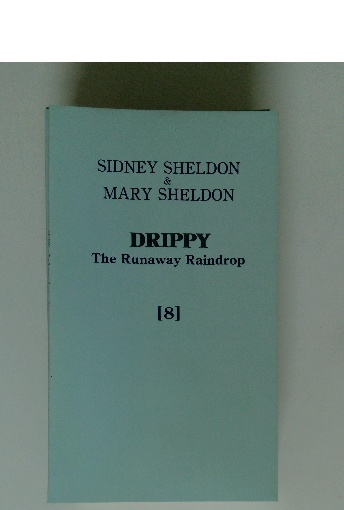 SIDNEY SHELDON
&
MARY SHELDON
DRIPPY
The Runaway Raindrop
[8]